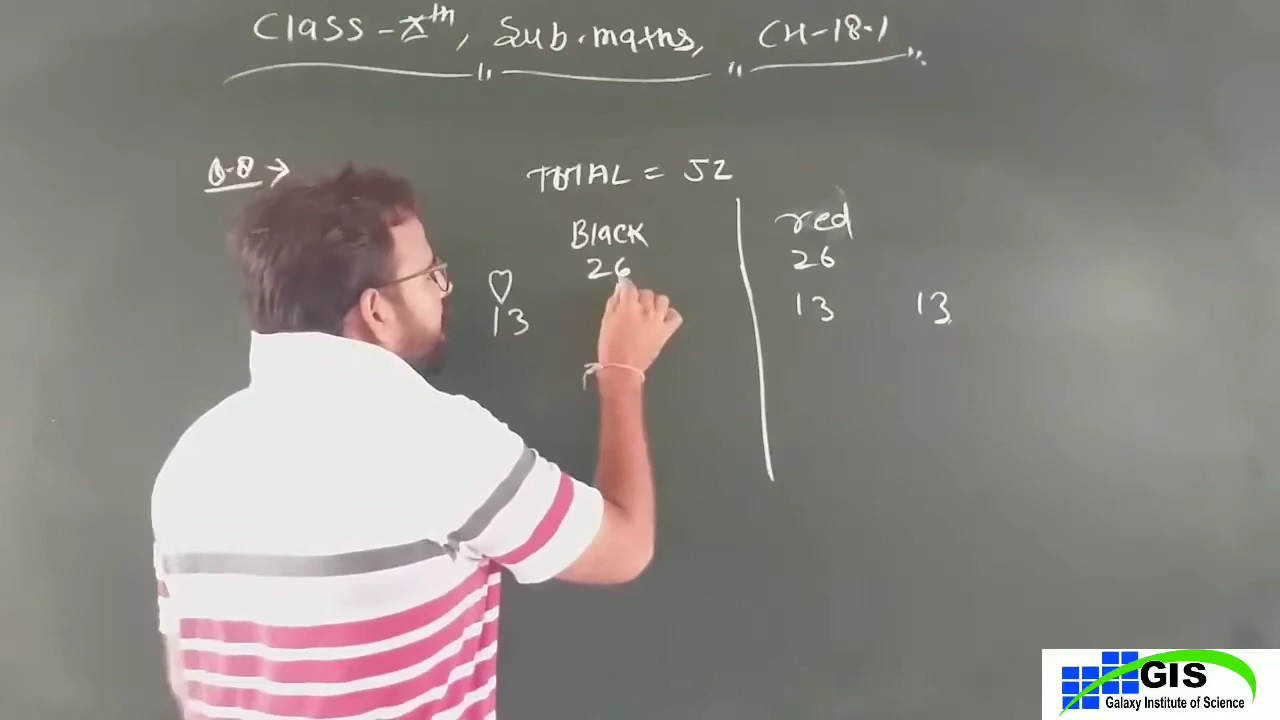 Class-Xth, Sub. maths, CH-18.1
Q.8 →
TOTAL = 52
Black
26
♡
13
red
26
13 13
GIS
Galaxy Institute of Science